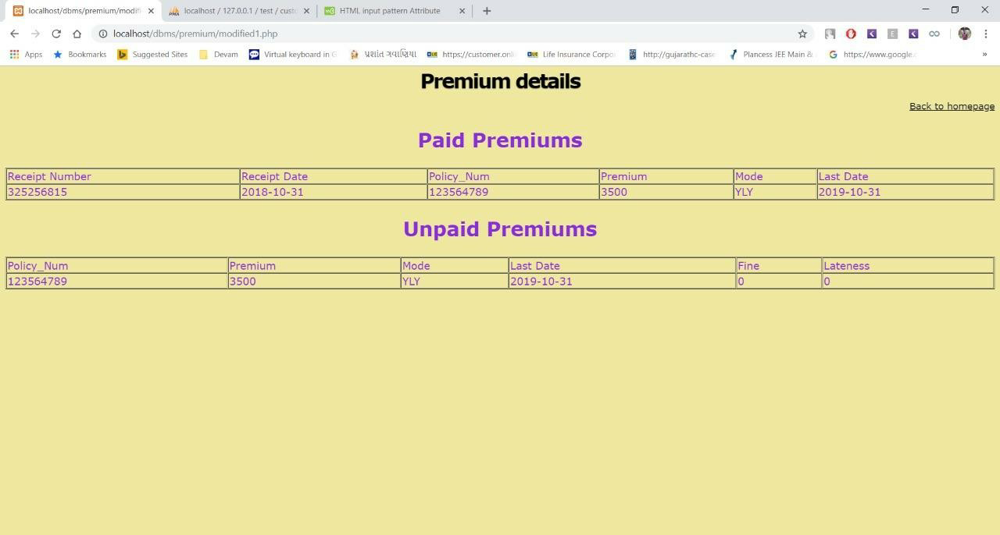 localhost/dbms/premium/modifi
localhost / 127.0.0.1 / test / custo
HTML input pattern Attribute
localhost/dbms/premium/modified1.php
Apps Bookmarks Suggested Sites Devam Virtual keyboard in G પ્રશાંત ગવાણિયા https://customer.onli Life Insurance Corpo http://gujarathc-case Plancess JEE Main & https://www.google.c »
Premium details
Back to homepage
Paid Premiums
Receipt Number Receipt Date Policy_Num Premium Mode Last Date
325256815 2018-10-31 123564789 3500 YLY 2019-10-31
Unpaid Premiums
Policy_Num Premium Mode Last Date Fine Lateness
123564789 3500 YLY 2019-10-31 0 0